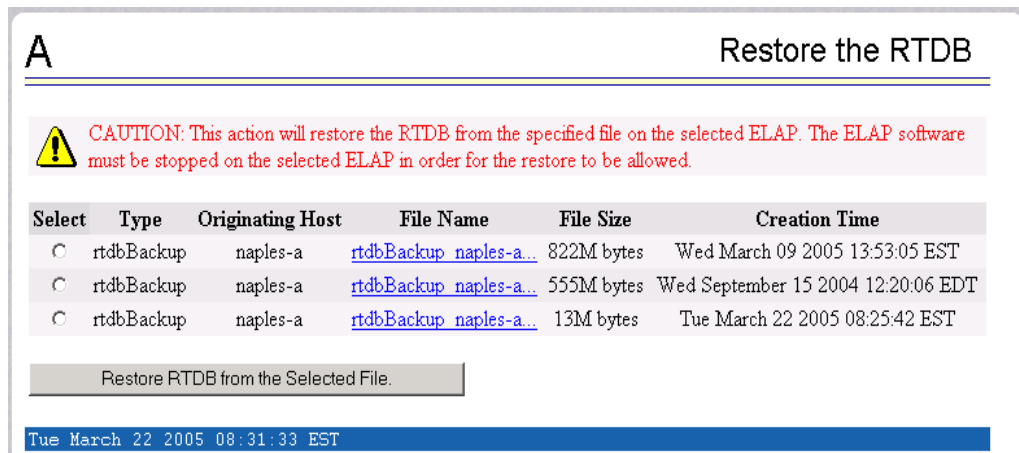 A
Restore the RTDB
CAUTION: This action will restore the RTDB from the specified file on the selected ELAP. The ELAP software
must be stopped on the selected ELAP in order for the restore to be allowed.
Select Type Originating Host File Name File Size Creation Time
rtdbBackup naples-a rtdbBackup_naples-a... 822M bytes Wed March 09 2005 13:53:05 EST
rtdbBackup naples-a rtdbBackup_naples-a... 555M bytes Wed September 15 2004 12:20:06 EDT
rtdbBackup naples-a rtdbBackup_naples-a... 13M bytes Tue March 22 2005 08:25:42 EST
Restore RTDB from the Selected File.
Tue March 22 2005 08:31:33 EST